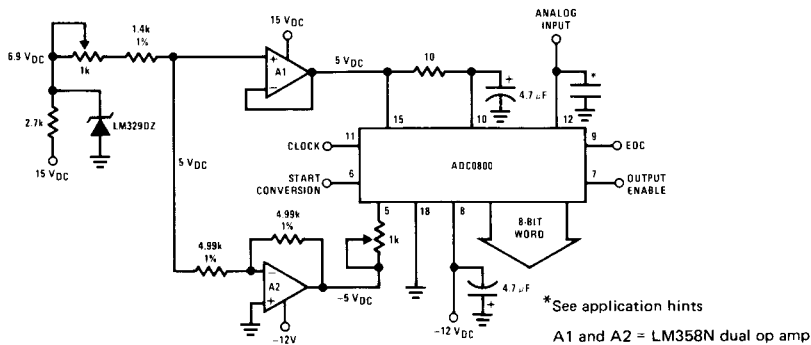 15 VDC
ANALOG
INPUT
6.9 VDC
1k
1.4k
1%
+
A1
−
5 VDC
10
+
4.7 μF
*
2.7k
LM329DZ
15 VDC
15
10
12
CLOCK
11
ADC0800
9
EOC
START
CONVERSION
6
7
OUTPUT
ENABLE
5 VDC
5
18
8
8-BIT
WORD
4.99k
1%
4.99k
1%
1k
−
A2
+
−5 VDC
−12V
4.7 μF
+
−12 VDC
*See application hints
A1 and A2 = LM358N dual op amp